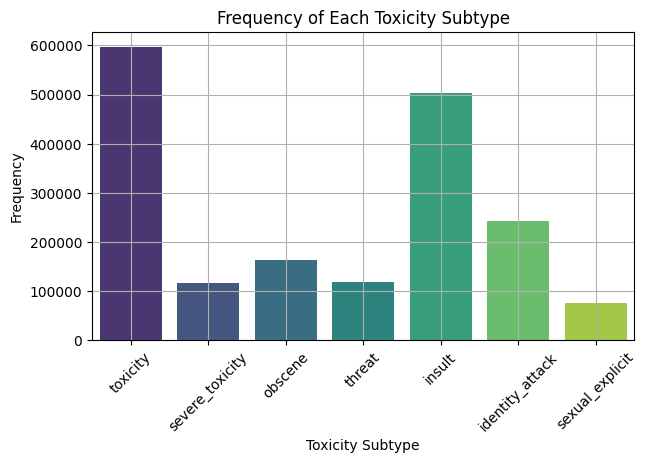 Frequency of Each Toxicity Subtype
Frequency
600000
500000
400000
300000
200000
100000
0
toxicity
severe_toxicity
obscene
threat
insult
identity_attack
sexual_explicit
Toxicity Subtype